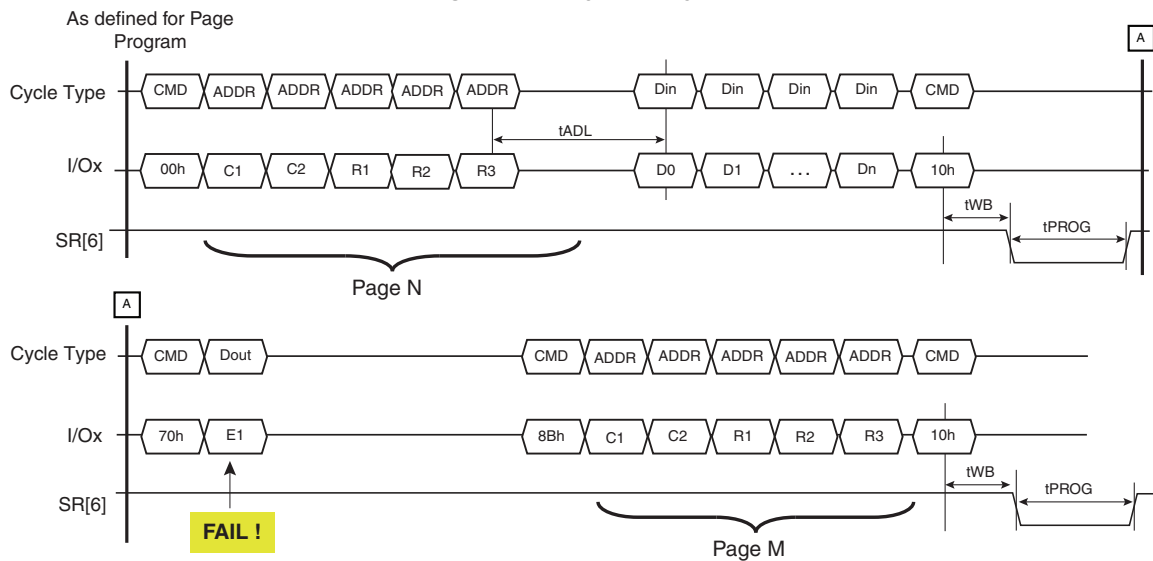 As defined for Page
Program
A
Cycle Type CMD ADDR ADDR ADDR ADDR ADDR Din Din Din Din CMD
tADL
I/Ox 00h C1 C2 R1 R2 R3 D0 D1 ... Dn 10h
tWB
tPROG
SR[6]
Page N
A
Cycle Type CMD Dout CMD ADDR ADDR ADDR ADDR ADDR CMD
I/Ox 70h E1 8Bh C1 C2 R1 R2 R3 10h
tWB
tPROG
SR[6]
FAIL !
Page M